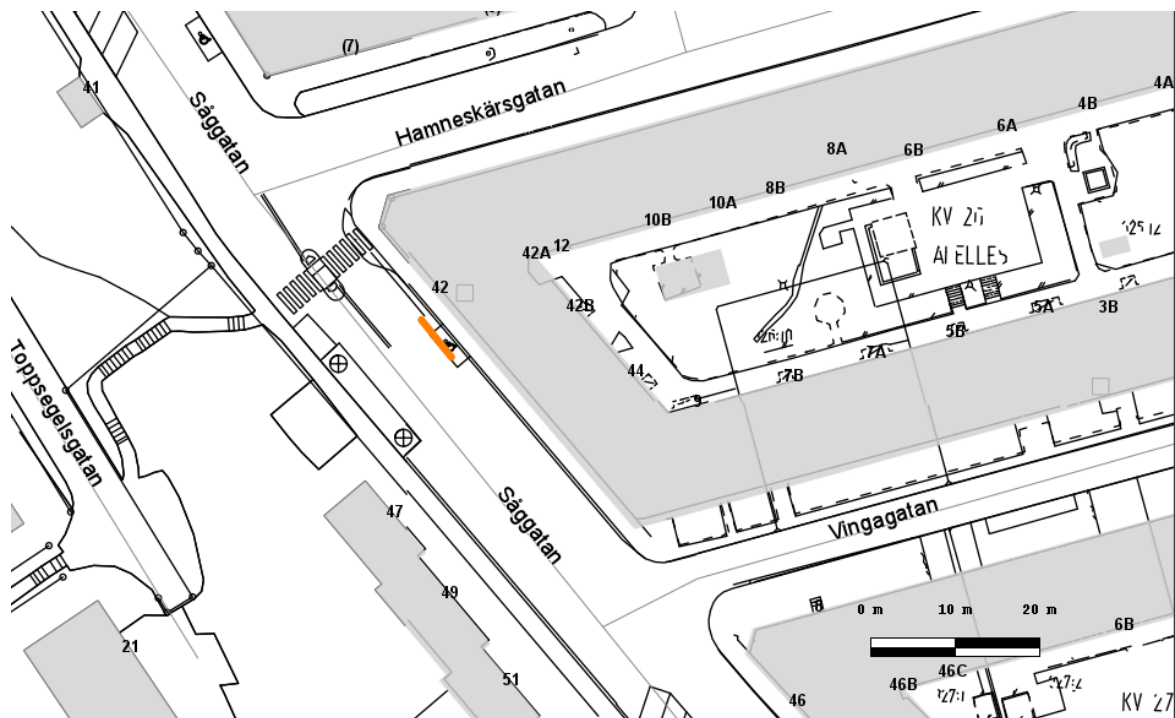 (7)
41
Såggatan
Hamneskärsgatan
4A
4B
6A
6B
8A
8B
10A
10B
12
42A
42
42B
44
KV 26
5A
3B
5B
7A
7B
Toppsegelsgatan
47
Såggatan
Vingagatan
49
21
51
0 m 10 m 20 m
6B
46C
46B
46
KV 27